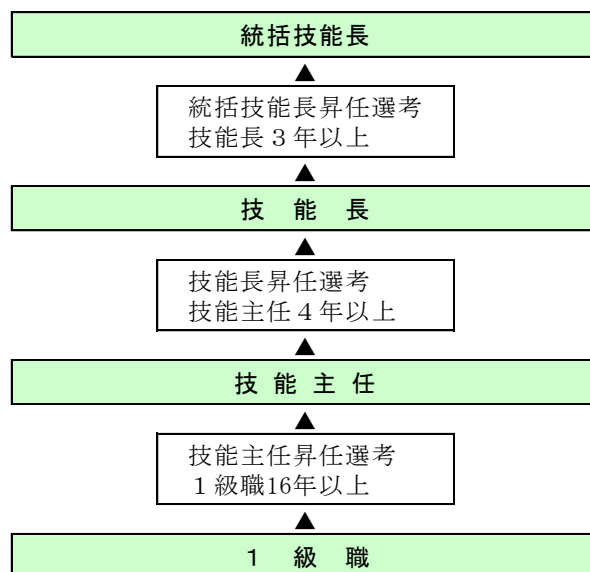 統括技能長
▲
統括技能長昇任選考
技能長３年以上
▲
技　能　長
▲
技能長昇任選考
技能主任４年以上
▲
技 能 主 任
▲
技能主任昇任選考
１級職16年以上
▲
１　級　職